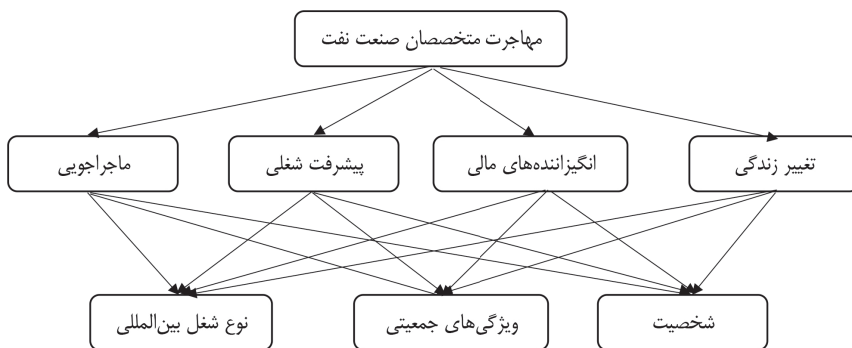 مهاجرت متخصصان صنعت نفت
تغییر زندگی
انگیزاننده‌های مالی
پیشرفت شغلی
ماجراجویی
شخصیت
ویژگی‌های جمعیتی
نوع شغل بین‌المللی